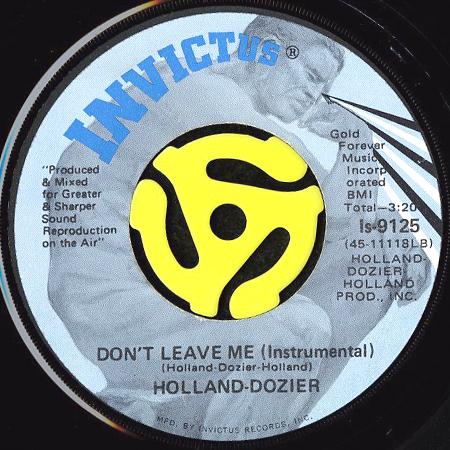 INVICTUS®
"Produced
& Mixed
for Greater
& Sharper
Sound
Reproduction
on the Air"
Gold
Forever
Music
Incorp
orated
BMI
Total—3:20
Is-9125
(45-11118LB)
HOLLAND-
DOZIER
HOLLAND
PROD., INC.
DON'T LEAVE ME (Instrumental)
(Holland-Dozier-Holland)
HOLLAND-DOZIER
MFD. BY INVICTUS RECORDS, INC.